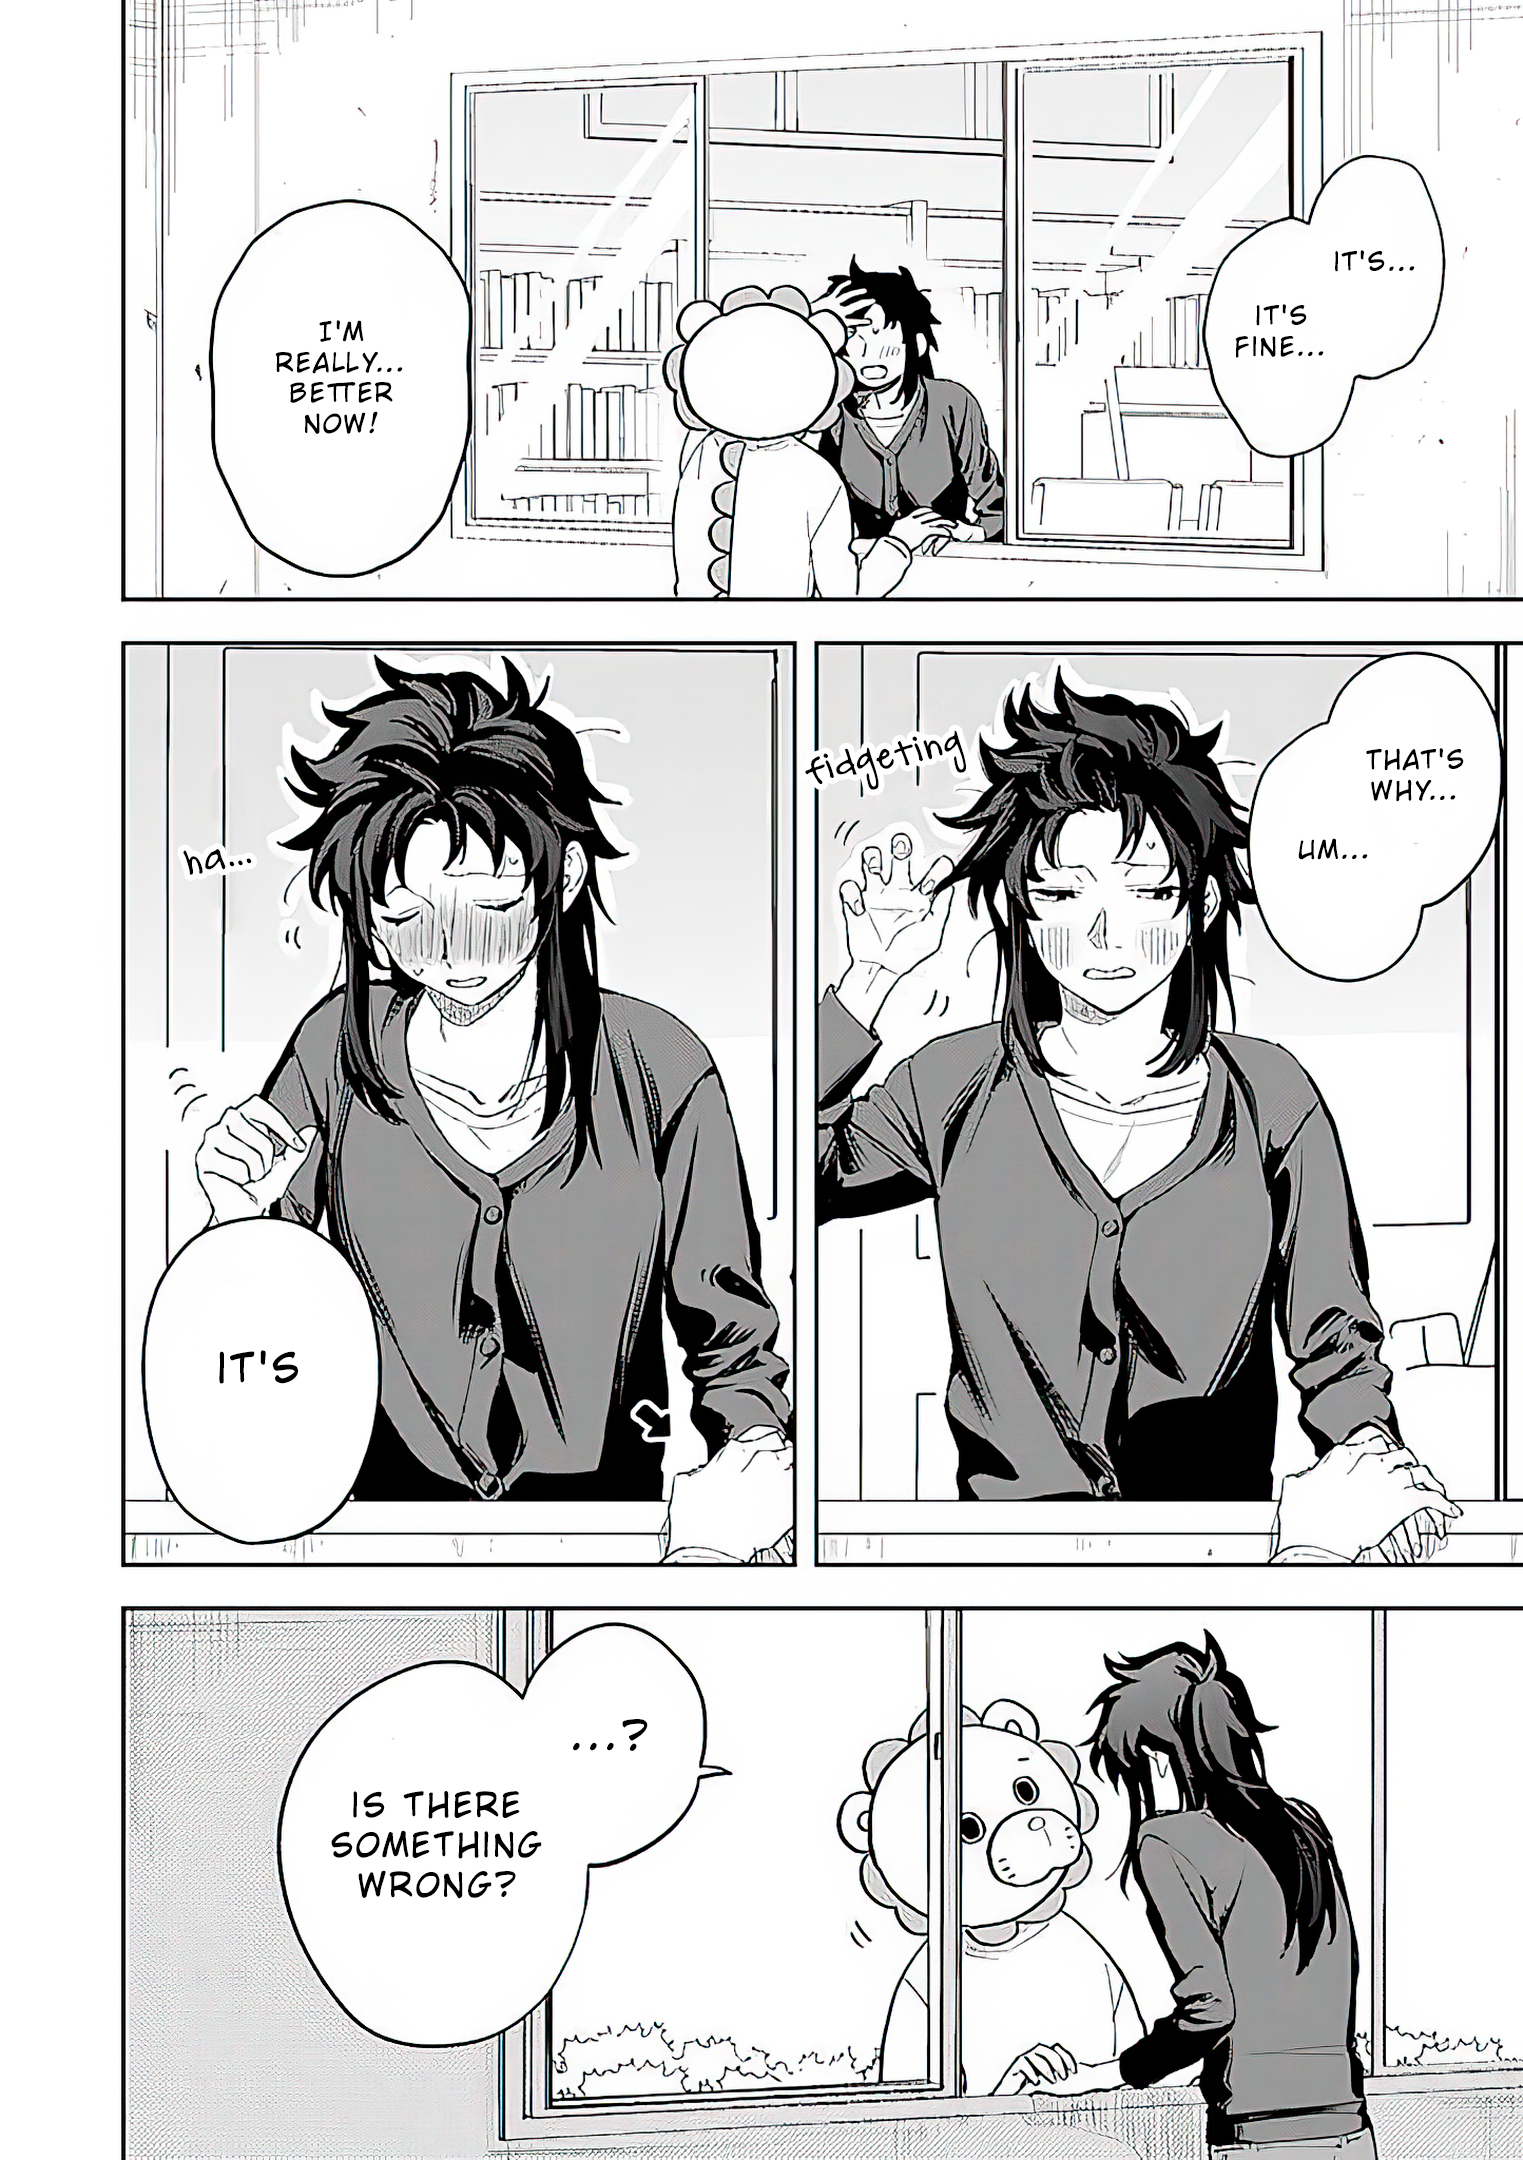 IT'S...
IT'S
FINE...
I'M
REALLY...
BETTER
NOW!
THAT'S
WHY...
UM...
fidgeting
ha...
IT'S
...?
IS THERE
SOMETHING
WRONG?